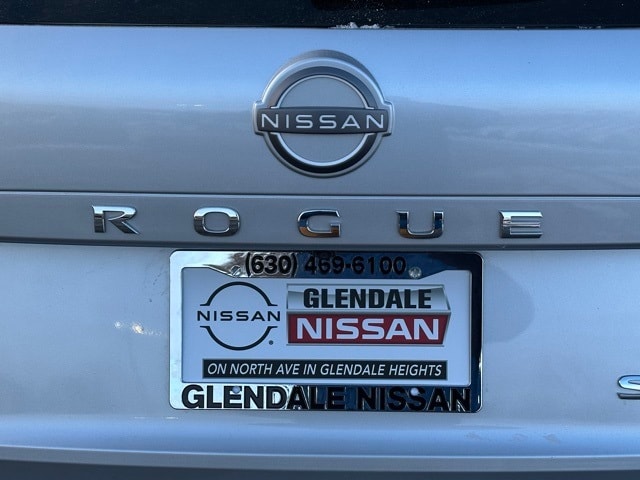 NISSAN
ROGUE
(630) 469-6100
NISSAN
GLENDALE
NISSAN
ON NORTH AVE IN GLENDALE HEIGHTS
GLENDALE NISSAN
S